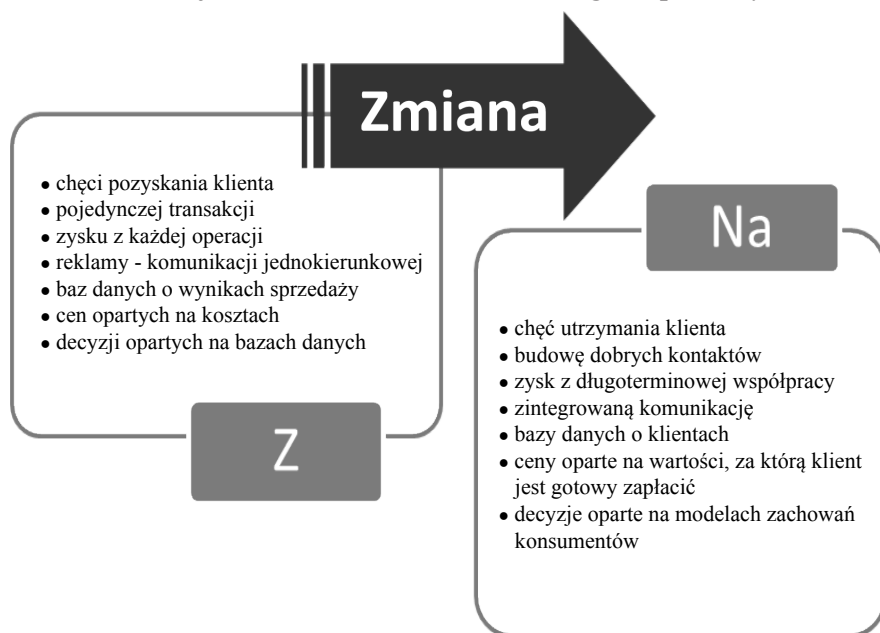 Zmiana
• chęci pozyskania klienta
• pojedynczej transakcji
• zysku z każdej operacji
• reklamy - komunikacji jednokierunkowej
• baz danych o wynikach sprzedaży
• cen opartych na kosztach
• decyzji opartych na bazach danych
Z
Na
• chęć utrzymania klienta
• budowę dobrych kontaktów
• zysk z długoterminowej współpracy
• zintegrowaną komunikację
• bazy danych o klientach
• ceny oparte na wartości, za którą klient
jest gotowy zapłacić
• decyzje oparte na modelach zachowań
konsumentów